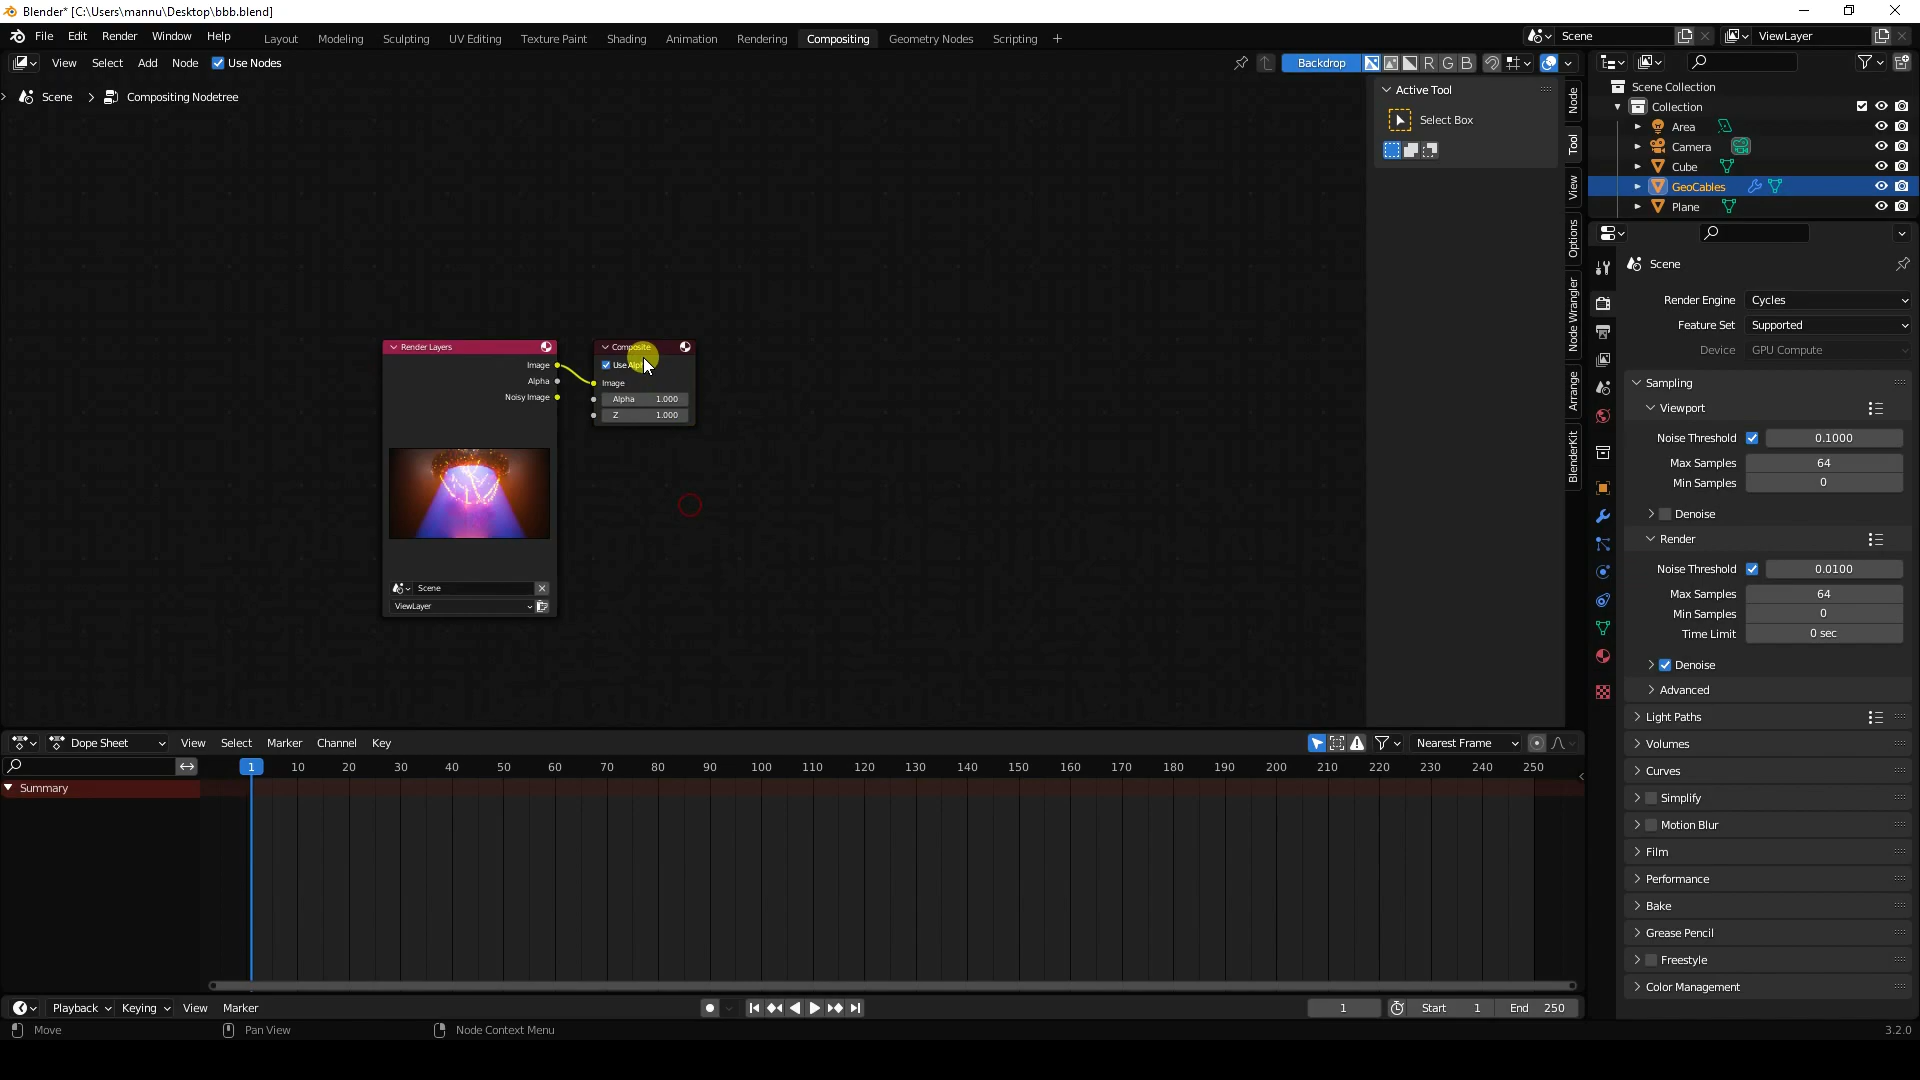 Blender* [C:\Users\mannu\Desktop\bbb.blend]
File Edit Render Window Help
Layout Modeling Sculpting UV Editing Texture Paint Shading Animation Rendering Compositing Geometry Nodes Scripting +
Scene
ViewLayer
View Select Add Node Use Nodes
Backdrop
R G B
Scene > Compositing Nodetree
Active Tool
Select Box
Node
Tool
View
Options
Node Wrangler
Arrange
BlenderKit
Render Layers
Image
Alpha
Noisy Image
Scene
ViewLayer
Composite
Image
Alpha 1.000
Z 1.000
Scene Collection
Collection
Area
Camera
Cube
GeoCables
Plane
Scene
Render Engine Cycles
Feature Set Supported
Device GPU Compute
Sampling
Viewport
Noise Threshold 0.1000
Max Samples 64
Min Samples 0
Denoise
Render
Noise Threshold 0.0100
Max Samples 64
Min Samples 0
Time Limit 0 sec
Denoise
Advanced
Light Paths
Volumes
Curves
Simplify
Motion Blur
Film
Performance
Bake
Grease Pencil
Freestyle
Color Management
Dope Sheet View Select Marker Channel Key
Nearest Frame
1 10 20 30 40 50 60 70 80 90 100 110 120 130 140 150 160 170 180 190 200 210 220 230 240 250
Summary
Playback Keying View Marker
1 Start 1 End 250
Move Pan View Node Context Menu
3.2.0